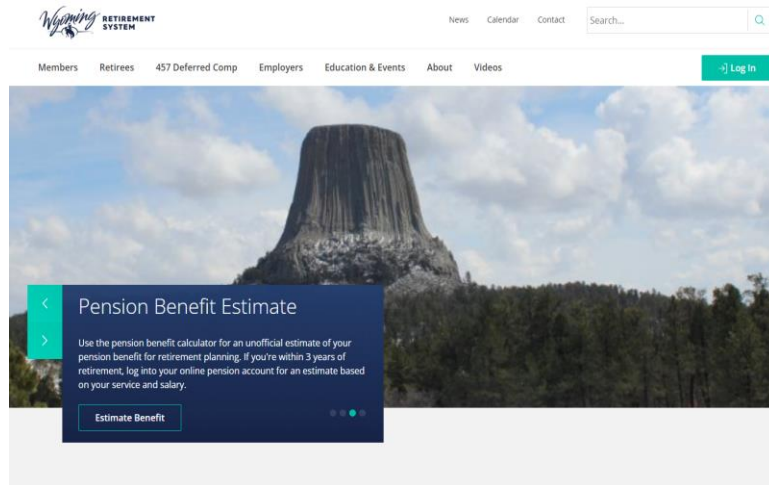 Wyoming RETIREMENT
SYSTEM
News Calendar Contact Search...
Members Retirees 457 Deferred Comp Employers Education & Events About Videos Log In
Pension Benefit Estimate
Use the pension benefit calculator for an unofficial estimate of your
pension benefit for retirement planning. If you're within 3 years of
retirement, log into your online pension account for an estimate based
on your service and salary.
Estimate Benefit